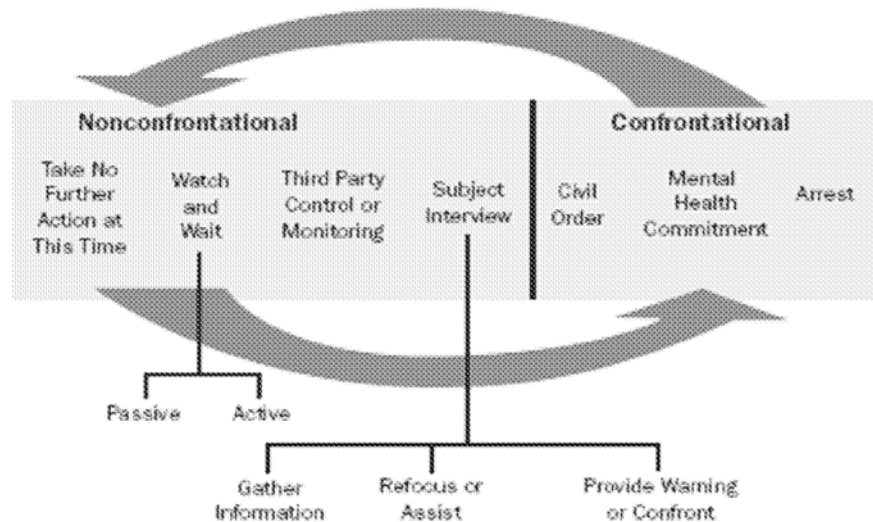 Nonconfrontational
Confrontational
Take No
Further
Action at
This Time
Watch
and
Wait
Third Party
Control or
Monitoring
Subject
Interview
Civil
Order
Mental
Health
Commitment
Arrest
Passive
Active
Gather
Information
Refocus or
Assist
Provide Warning
or Confront